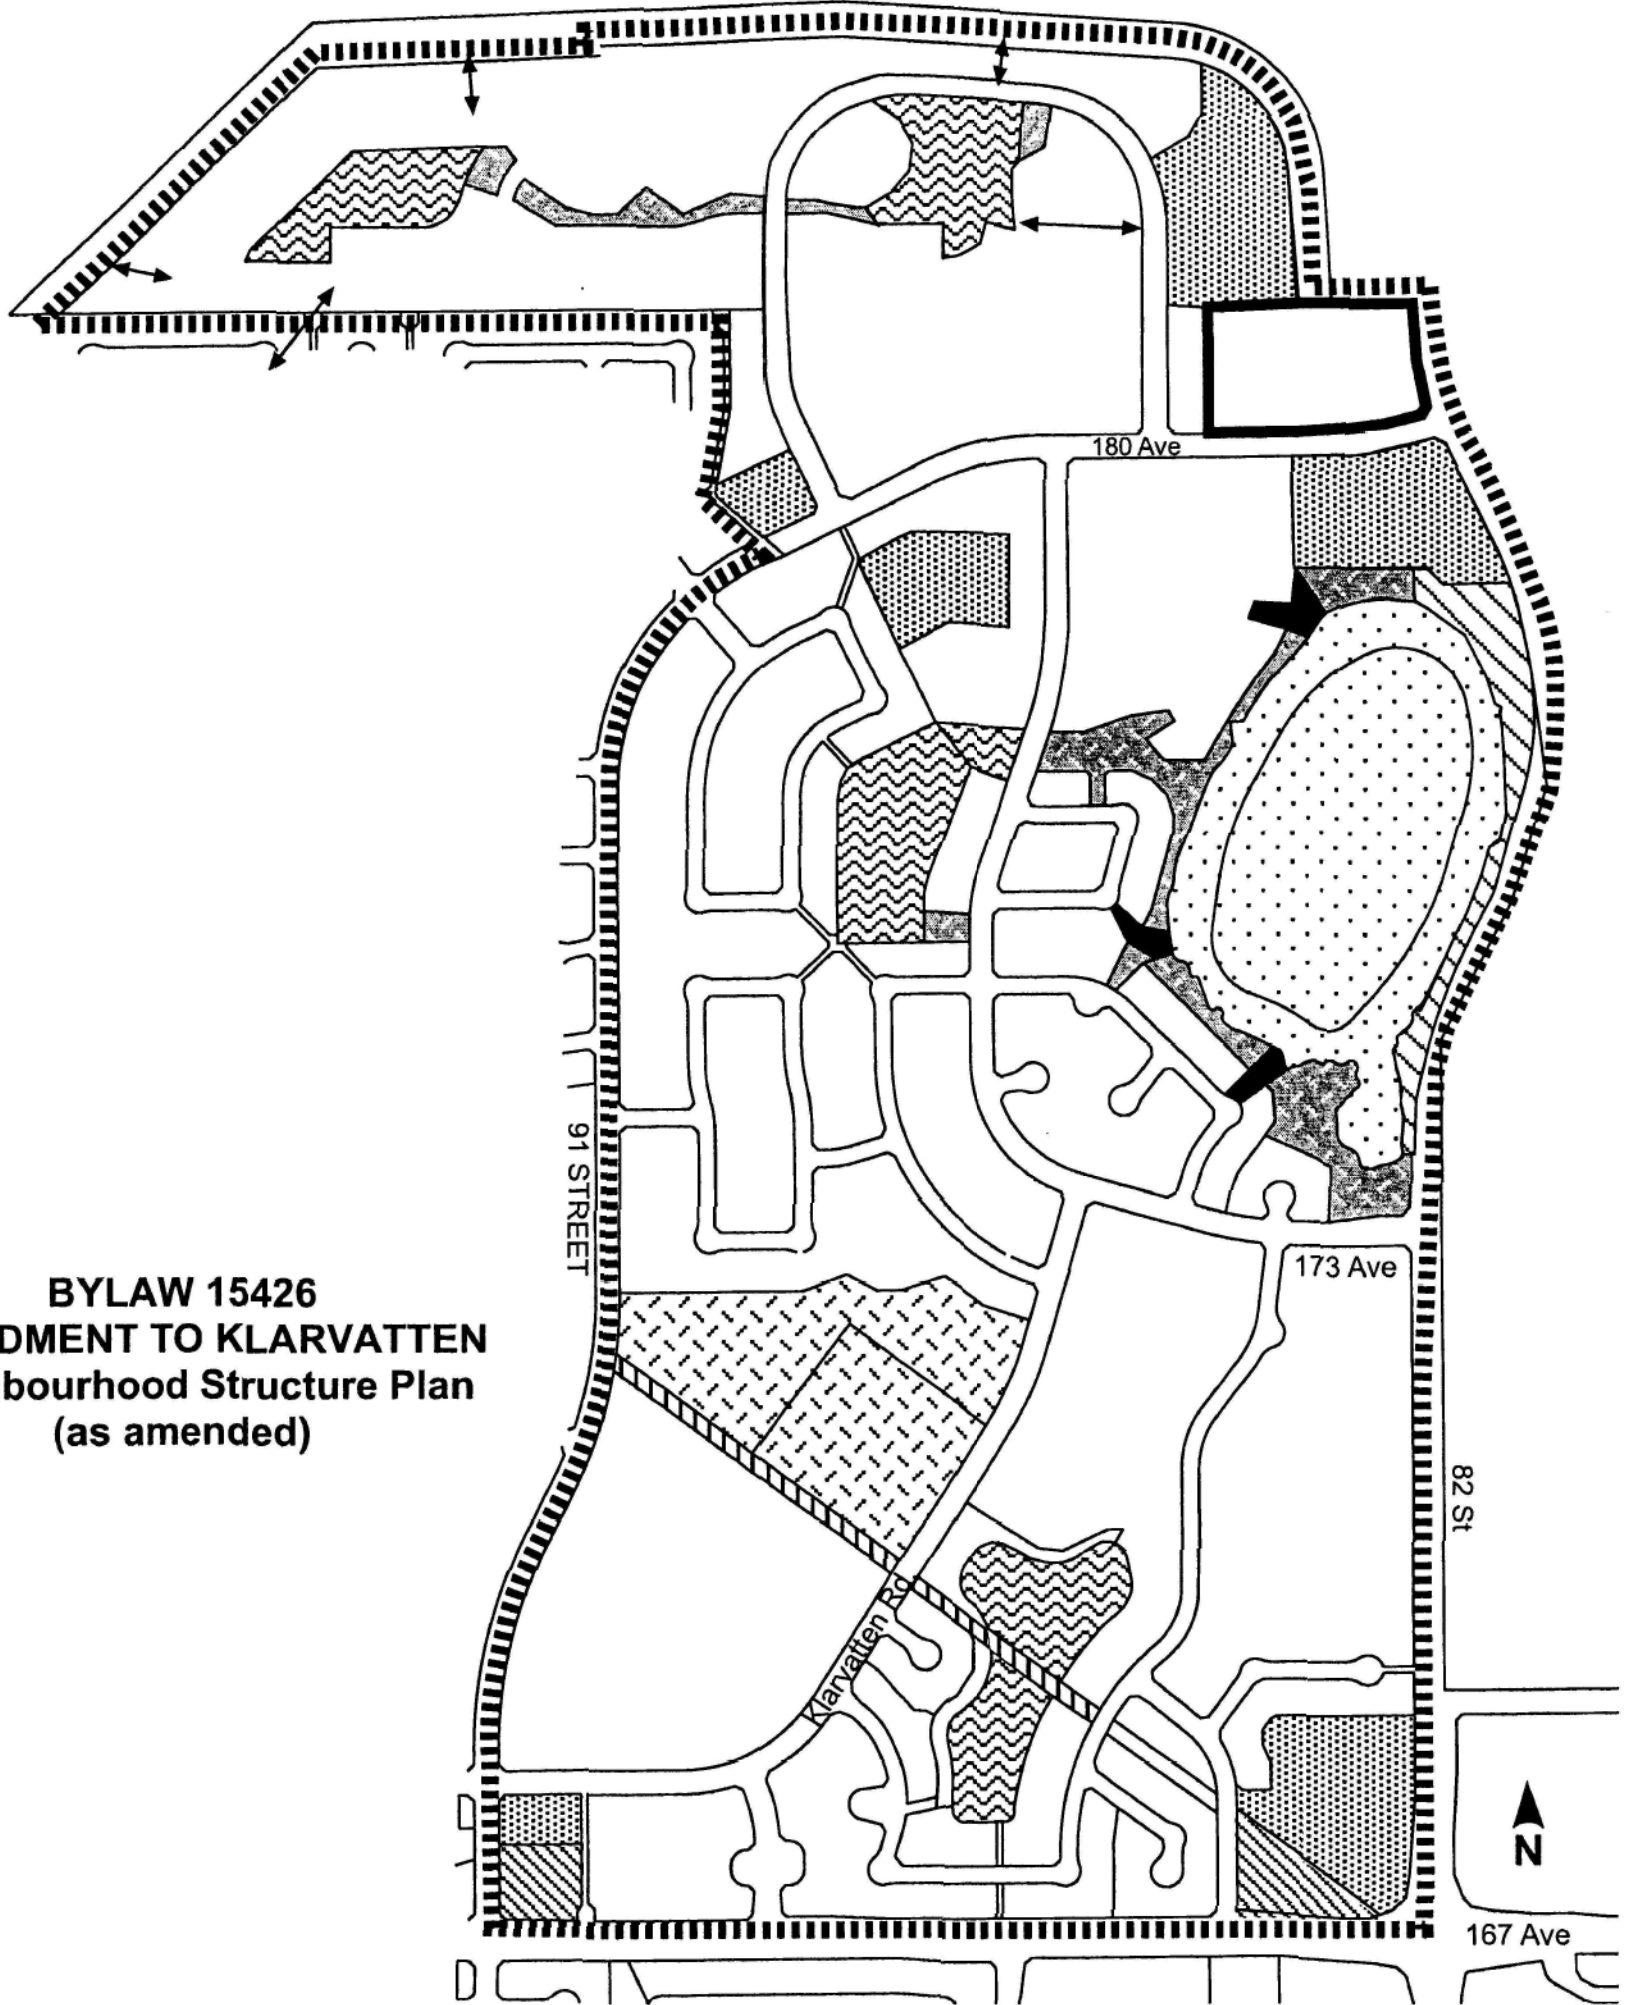 180 Ave
91 STREET
173 Ave
BYLAW 15426
DMENT TO KLARVATTEN
bourhood Structure Plan
(as amended)
82 St
Klarvatten Rd
N
167 Ave